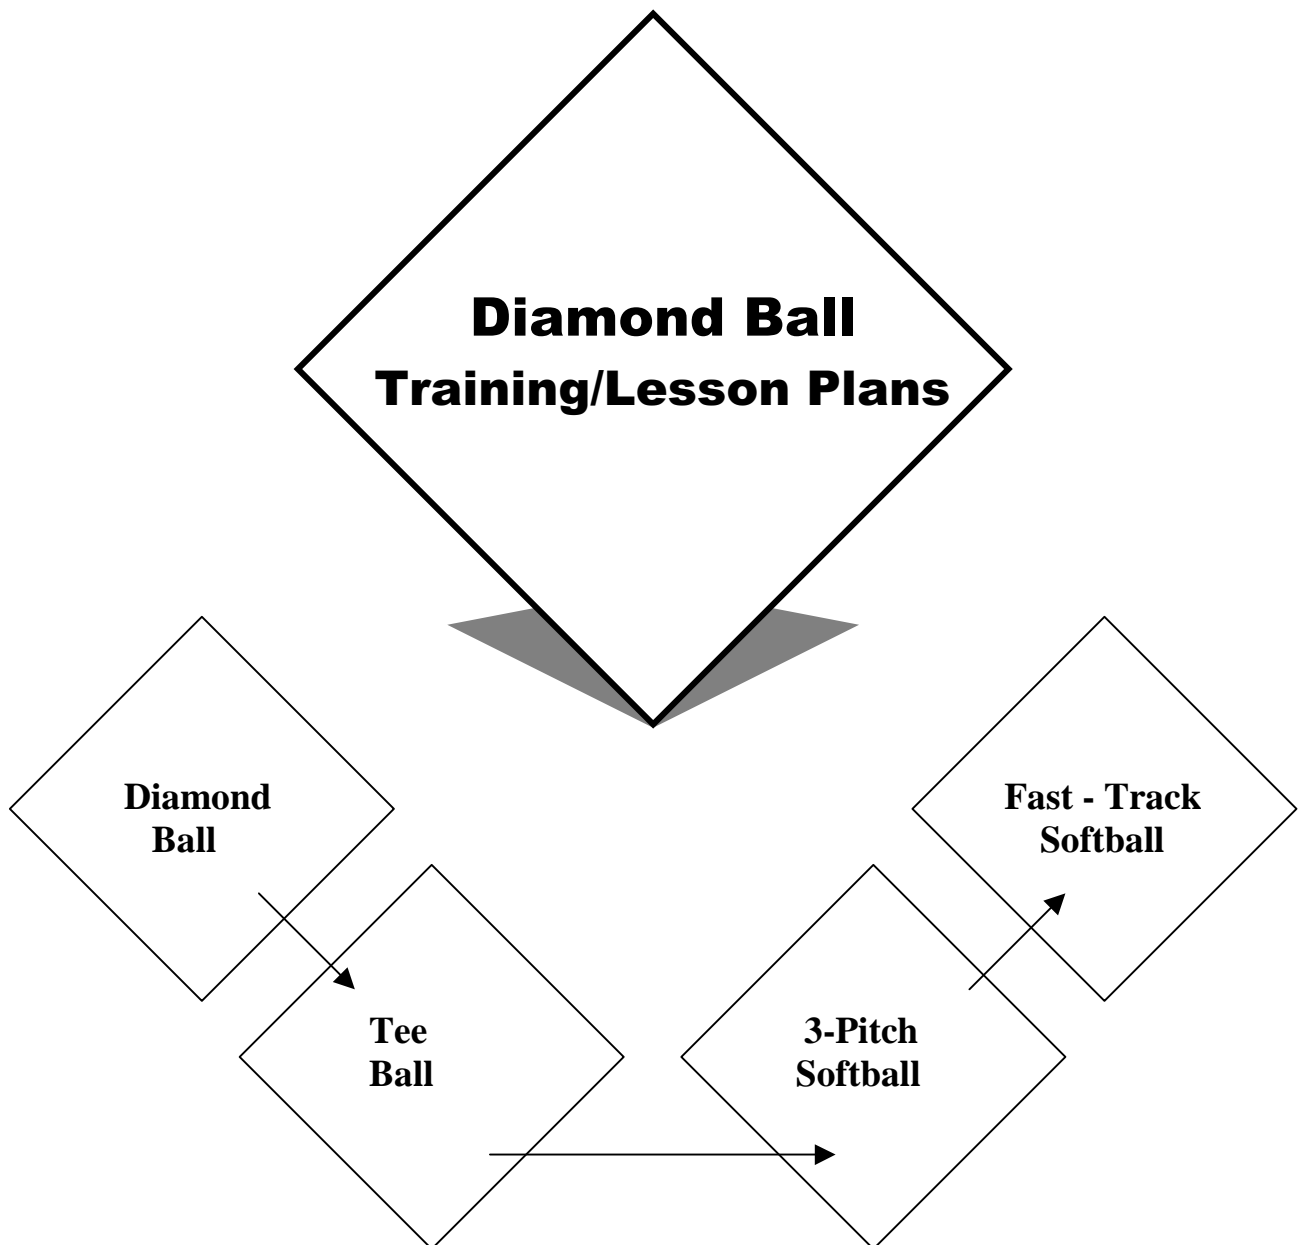 Diamond Ball
Training/Lesson Plans
Diamond
Ball
Fast - Track
Softball
Tee
Ball
3-Pitch
Softball